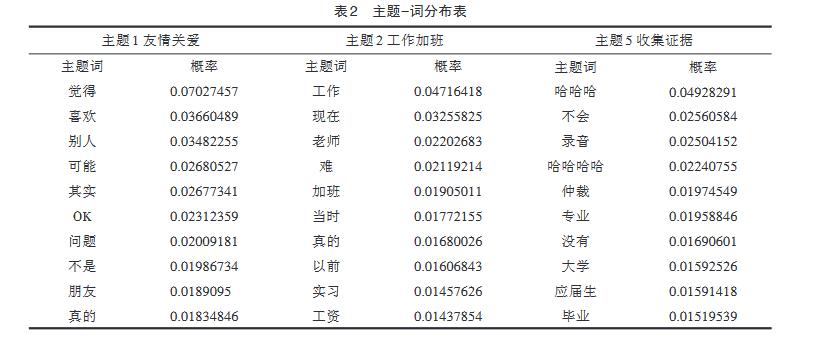 表2 主题-词分布表
主题1友情关爱 主题2工作加班 主题5收集证据
主题词 概率 主题词 概率 主题词 概率
觉得 0.07027457 工作 0.04716418 哈哈哈 0.04928291
喜欢 0.03660489 现在 0.03255825 不会 0.02560584
别人 0.03482255 老师 0.02202683 录音 0.02504152
可能 0.02680527 难 0.02119214 哈哈哈哈 0.02240755
其实 0.02677341 加班 0.01905011 仲裁 0.01974549
OK 0.02312359 当时 0.01772155 专业 0.01958846
问题 0.02009181 真的 0.01680026 没有 0.01690601
不是 0.01986734 以前 0.01606843 大学 0.01592526
朋友 0.0189095 实习 0.01457626 应届生 0.01591418
真的 0.01834846 工资 0.01437854 毕业 0.01519539